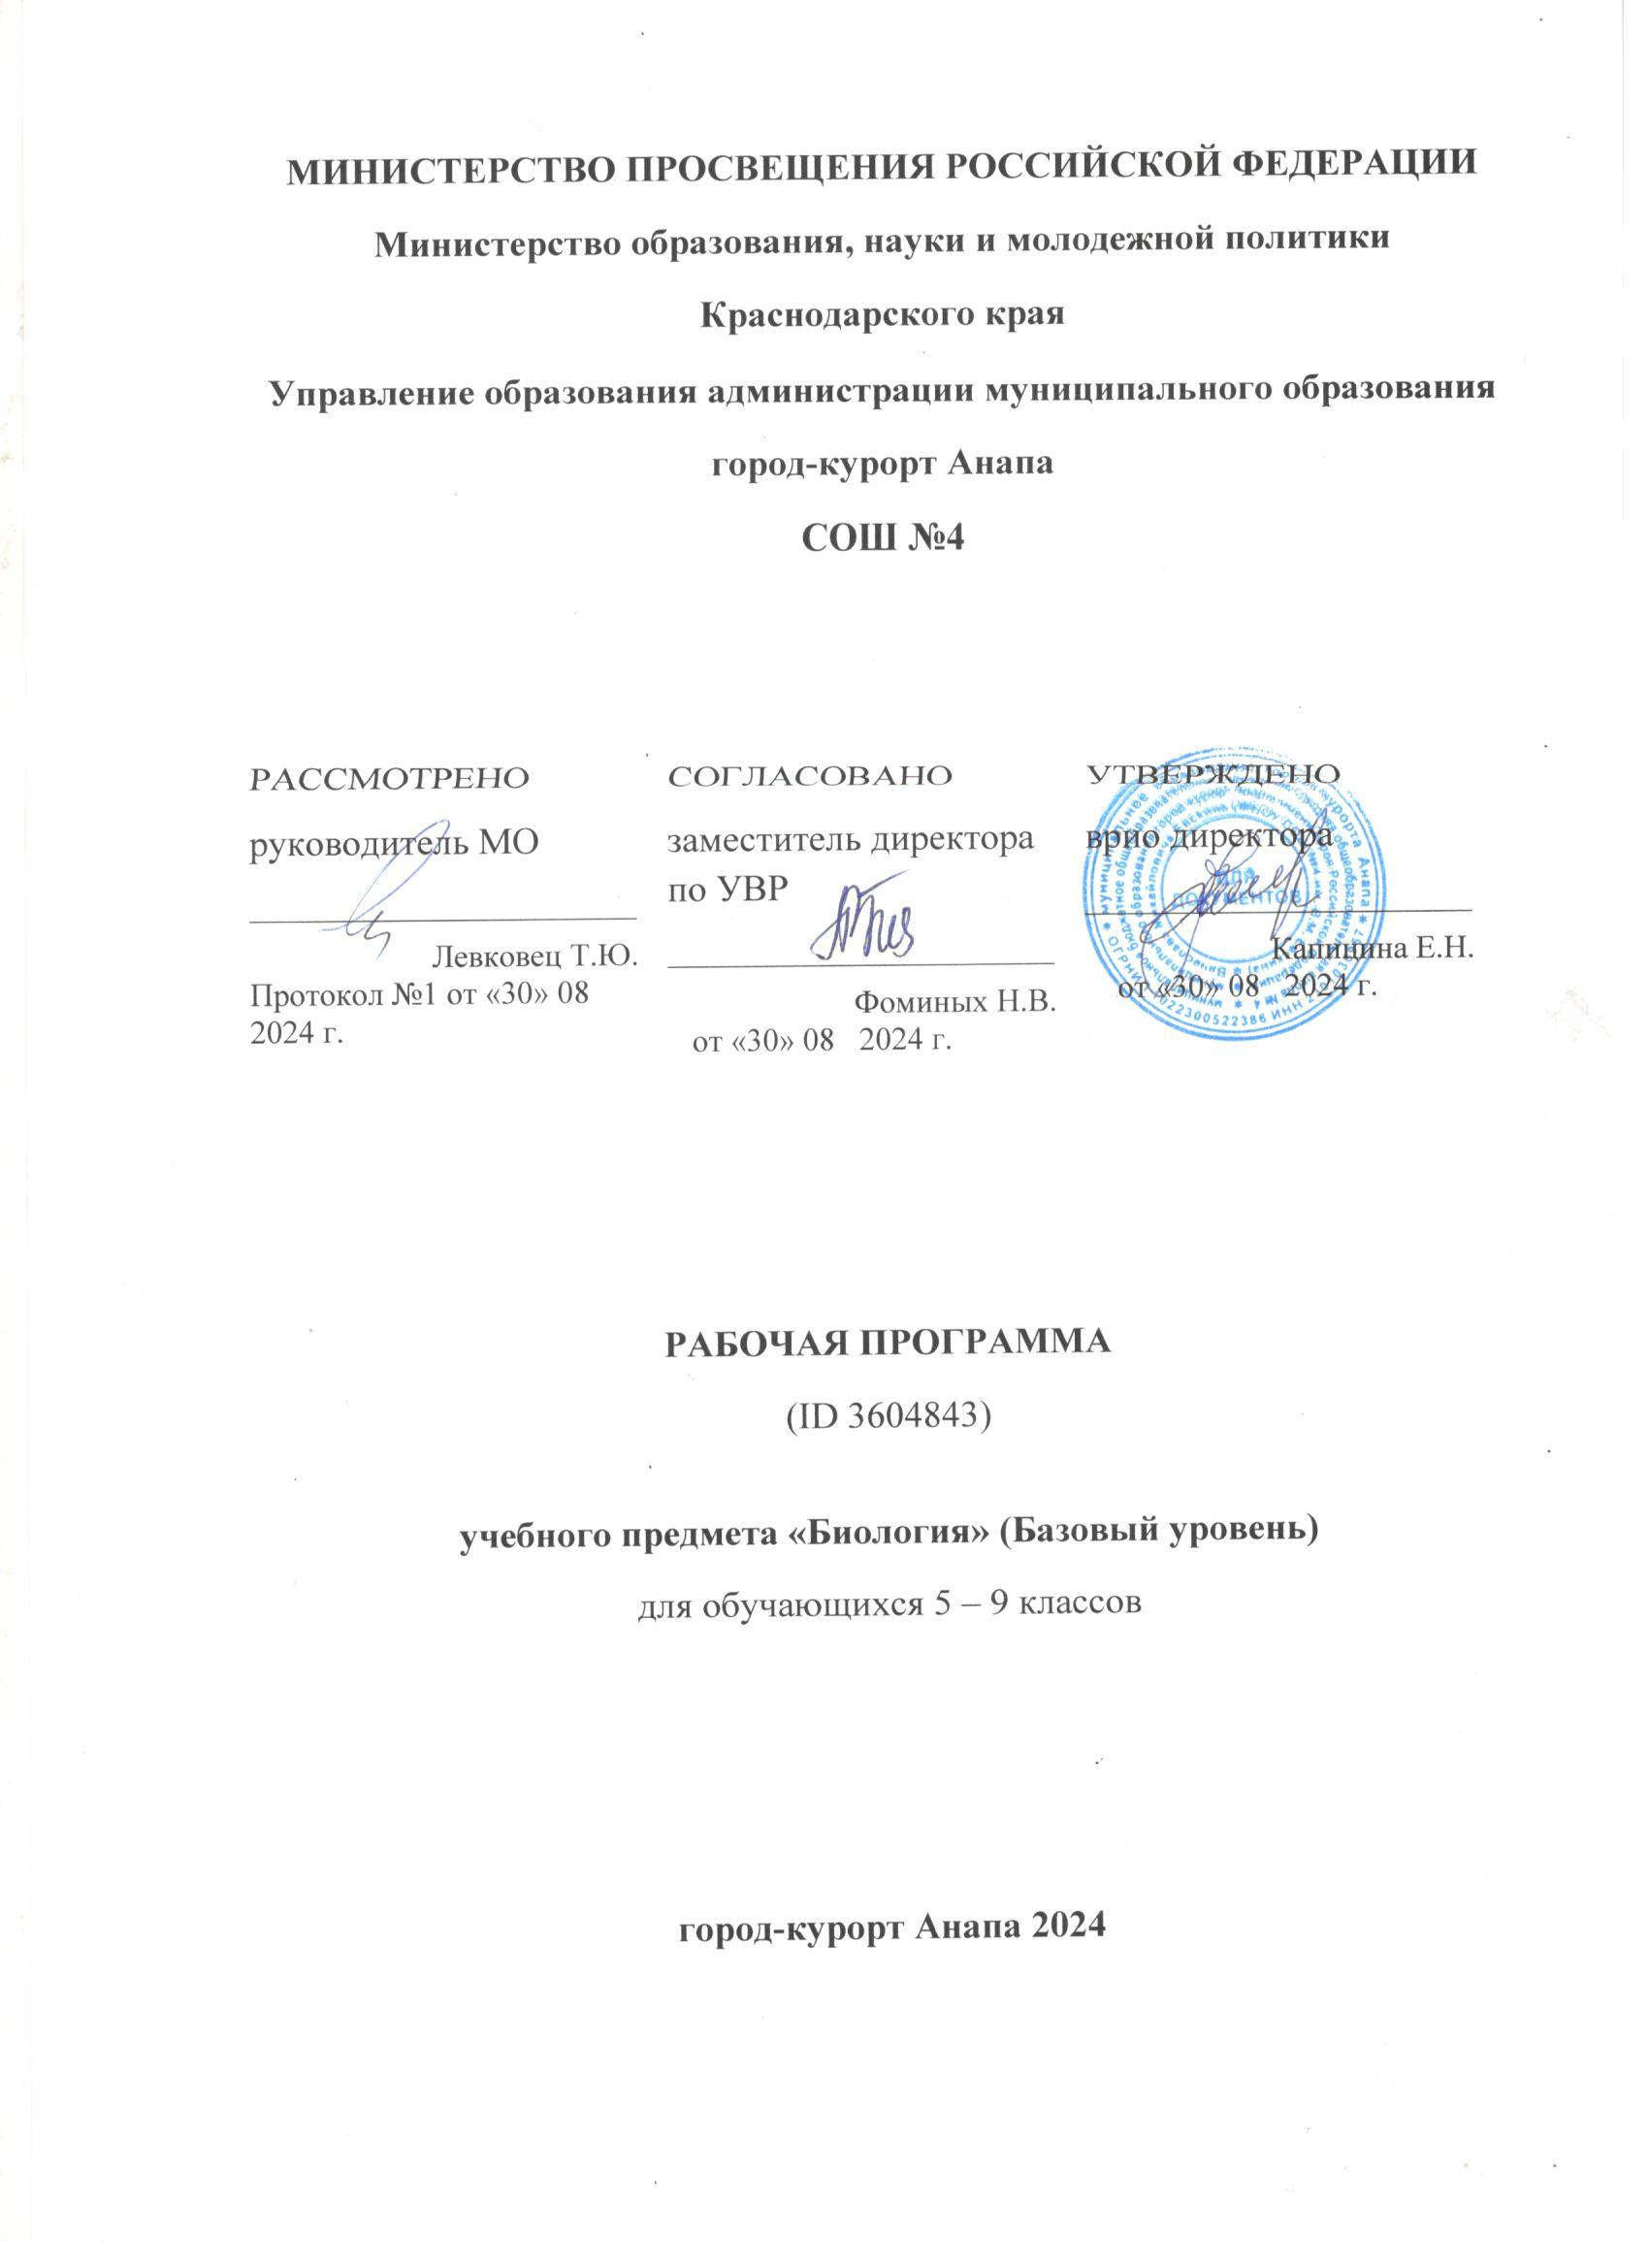 МИНИСТЕРСТВО ПРОСВЕЩЕНИЯ РОССИЙСКОЙ ФЕДЕРАЦИИ
Министерство образования, науки и молодежной политики
Краснодарского края
Управление образования администрации муниципального образования
город-курорт Анапа
СОШ №4
РАССМОТРЕНО
руководитель МО
Левковец Т.Ю.
Протокол №1 от «30» 08
2024 г.
СОГЛАСОВАНО
заместитель директора
по УВР
Фоминых Н.В.
от «30» 08 2024 г.
УТВЕРЖДЕНО
врио директора
ДЛЯ
ДОКУМЕНТОВ
Капицина Е.Н.
от «30» 08 2024 г.
РАБОЧАЯ ПРОГРАММА
(ID 3604843)
учебного предмета «Биология» (Базовый уровень)
для обучающихся 5 – 9 классов
город-курорт Анапа 2024